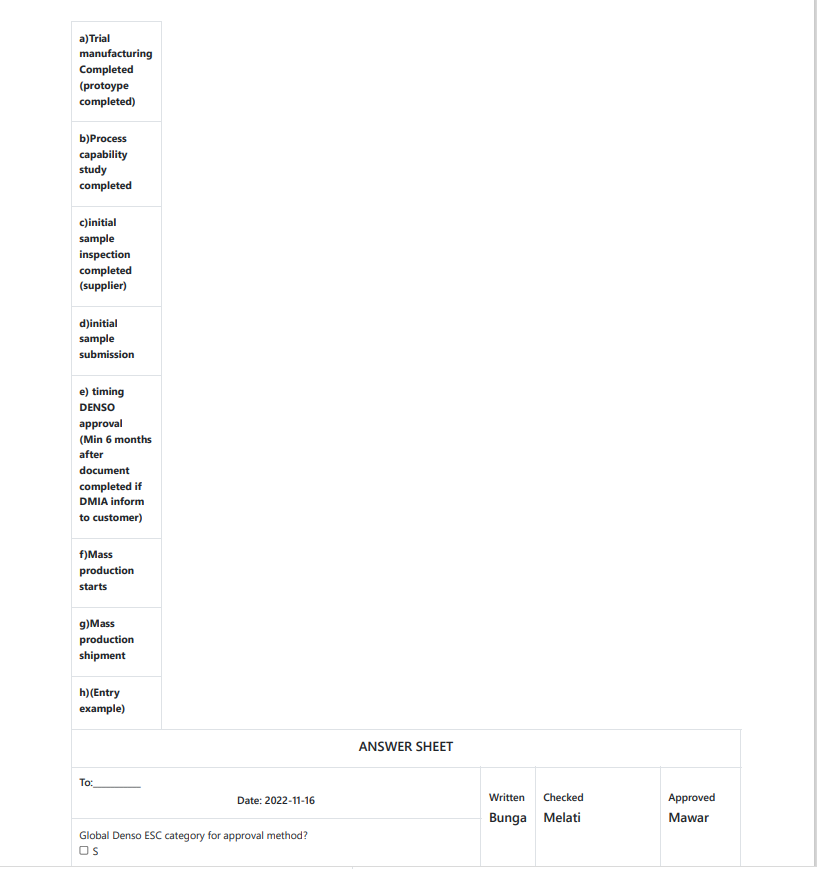 a)Trial
manufacturing
Completed
(protoype
completed)
b)Process
capability
study
completed
c)initial
sample
inspection
completed
(supplier)
d)initial
sample
submission
e) timing
DENSO
approval
(Min 6 months
after
document
completed if
DMIA inform
to customer)
f)Mass
production
starts
g)Mass
production
shipment
h)(Entry
example)
ANSWER SHEET
To:__________
Date: 2022-11-16
Written Checked Approved
Bunga Melati Mawar
Global Denso ESC category for approval method?
☐ S